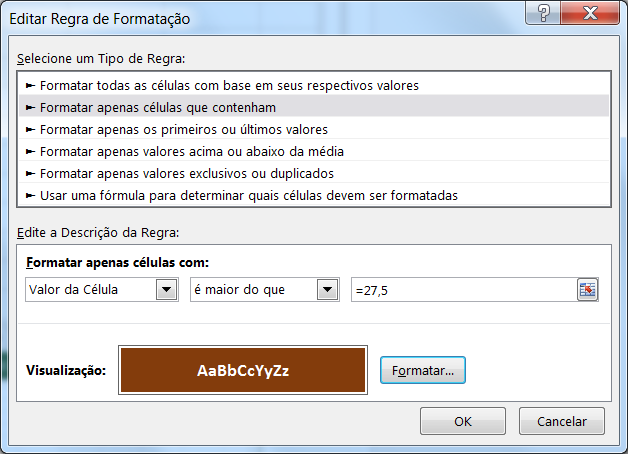 Editar Regra de Formatação
Selecione um Tipo de Regra:
► Formatar todas as células com base em seus respectivos valores
► Formatar apenas células que contenham
► Formatar apenas os primeiros ou últimos valores
► Formatar apenas valores acima ou abaixo da média
► Formatar apenas valores exclusivos ou duplicados
► Usar uma fórmula para determinar quais células devem ser formatadas
Edite a Descrição da Regra:
Formatar apenas células com:
Valor da Célula é maior do que =27,5
Visualização: AaBbCcYyZz Formatar...
OK Cancelar